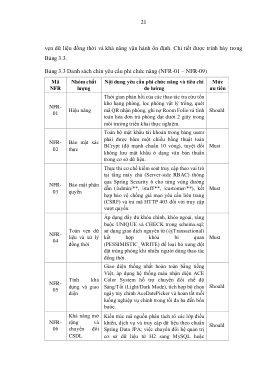 21
vẹn dữ liệu đồng thời và khả năng vận hành ổn định. Chi tiết được trình bày trong
Bảng 3.3.
Bảng 3.3 Danh sách chín yêu cầu phi chức năng (NFR-01 – NFR-09)
Mã NFR
Nhóm chất lượng
Nội dung yêu cầu phi chức năng và tiêu chí đo lường
Mức ưu tiên
NFR-01
Hiệu năng
Thời gian phản hồi của các thao tác tra cứu tồn
kho hạng phòng, lọc phòng vật lý trống, quét
mã QR nhận phòng, ghi nợ Room Folio và tính
toán hóa đơn trả phòng đạt dưới 2 giây trong
môi trường triển khai thực nghiệm.
Should
NFR-02
Bảo mật xác thực
Toàn bộ mật khẩu tài khoản trong bảng users
phải được băm một chiều bằng thuật toán
BCrypt (độ mạnh chuẩn 10 vòng), tuyệt đối
không lưu mật khẩu ở dạng văn bản thuần
trong cơ sở dữ liệu.
Must
NFR-03
Bảo mật phân quyền
Thực thi cơ chế kiểm soát truy cập theo vai trò
tại tầng máy chủ (Server-side RBAC) thông
qua Spring Security 6 cho từng vùng đường
dẫn (/admin/**, /staff/**, /customer/**), kết
hợp bảo vệ chống giả mạo yêu cầu liên trang
(CSRF) và trả mã HTTP 403 đối với truy cập
vượt quyền.
Must
NFR-04
Toàn vẹn dữ liệu và xử lý đồng thời
Áp dụng đầy đủ khóa chính, khóa ngoại, ràng
buộc UNIQUE và CHECK trong schema.sql;
sử dụng giao dịch nguyên tử (@Transactional)
kết hợp khóa bi quan
(PESSIMISTIC_WRITE) để loại bỏ xung đột
đặt trùng phòng khi nhiều người dùng thao tác
đồng thời.
Must
NFR-05
Tính khả dụng và giao diện
Giao diện thống nhất hoàn toàn bằng tiếng
Việt, áp dụng hệ thống màu nhận diện ACE
Color System hỗ trợ chuyển đổi chế độ
Sáng/Tối (Light/Dark Mode), tích hợp bộ chọn
ngày tùy chỉnh AceDatePicker và hoàn tất mỗi
luồng nghiệp vụ chính trong tối đa ba đến bốn
bước.
Should
NFR-06
Khả năng mở rộng và chuyển đổi CSDL
Kiến trúc mã nguồn phân tách rõ các lớp điều
khiển, dịch vụ và truy cập dữ liệu theo chuẩn
Spring Data JPA; việc chuyển đổi hệ quản trị
cơ sở dữ liệu từ H2 sang MySQL hoặc
Should